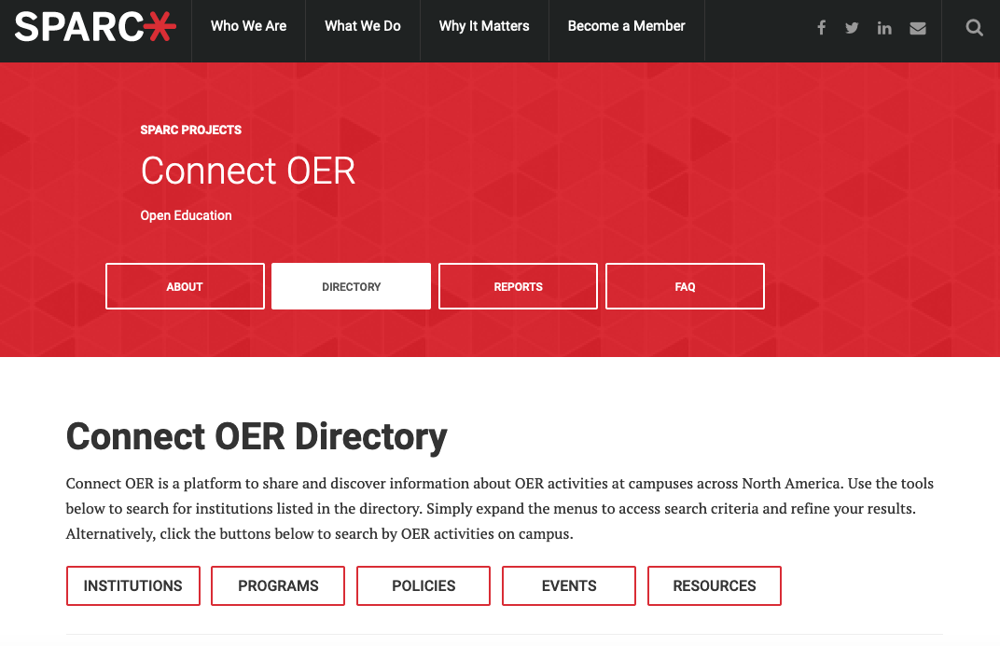 SPARC*
Who We Are
What We Do
Why It Matters
Become a Member
SPARC PROJECTS
Connect OER
Open Education
ABOUT
DIRECTORY
REPORTS
FAQ
Connect OER Directory
Connect OER is a platform to share and discover information about OER activities at campuses across North America. Use the tools
below to search for institutions listed in the directory. Simply expand the menus to access search criteria and refine your results.
Alternatively, click the buttons below to search by OER activities on campus.
INSTITUTIONS
PROGRAMS
POLICIES
EVENTS
RESOURCES